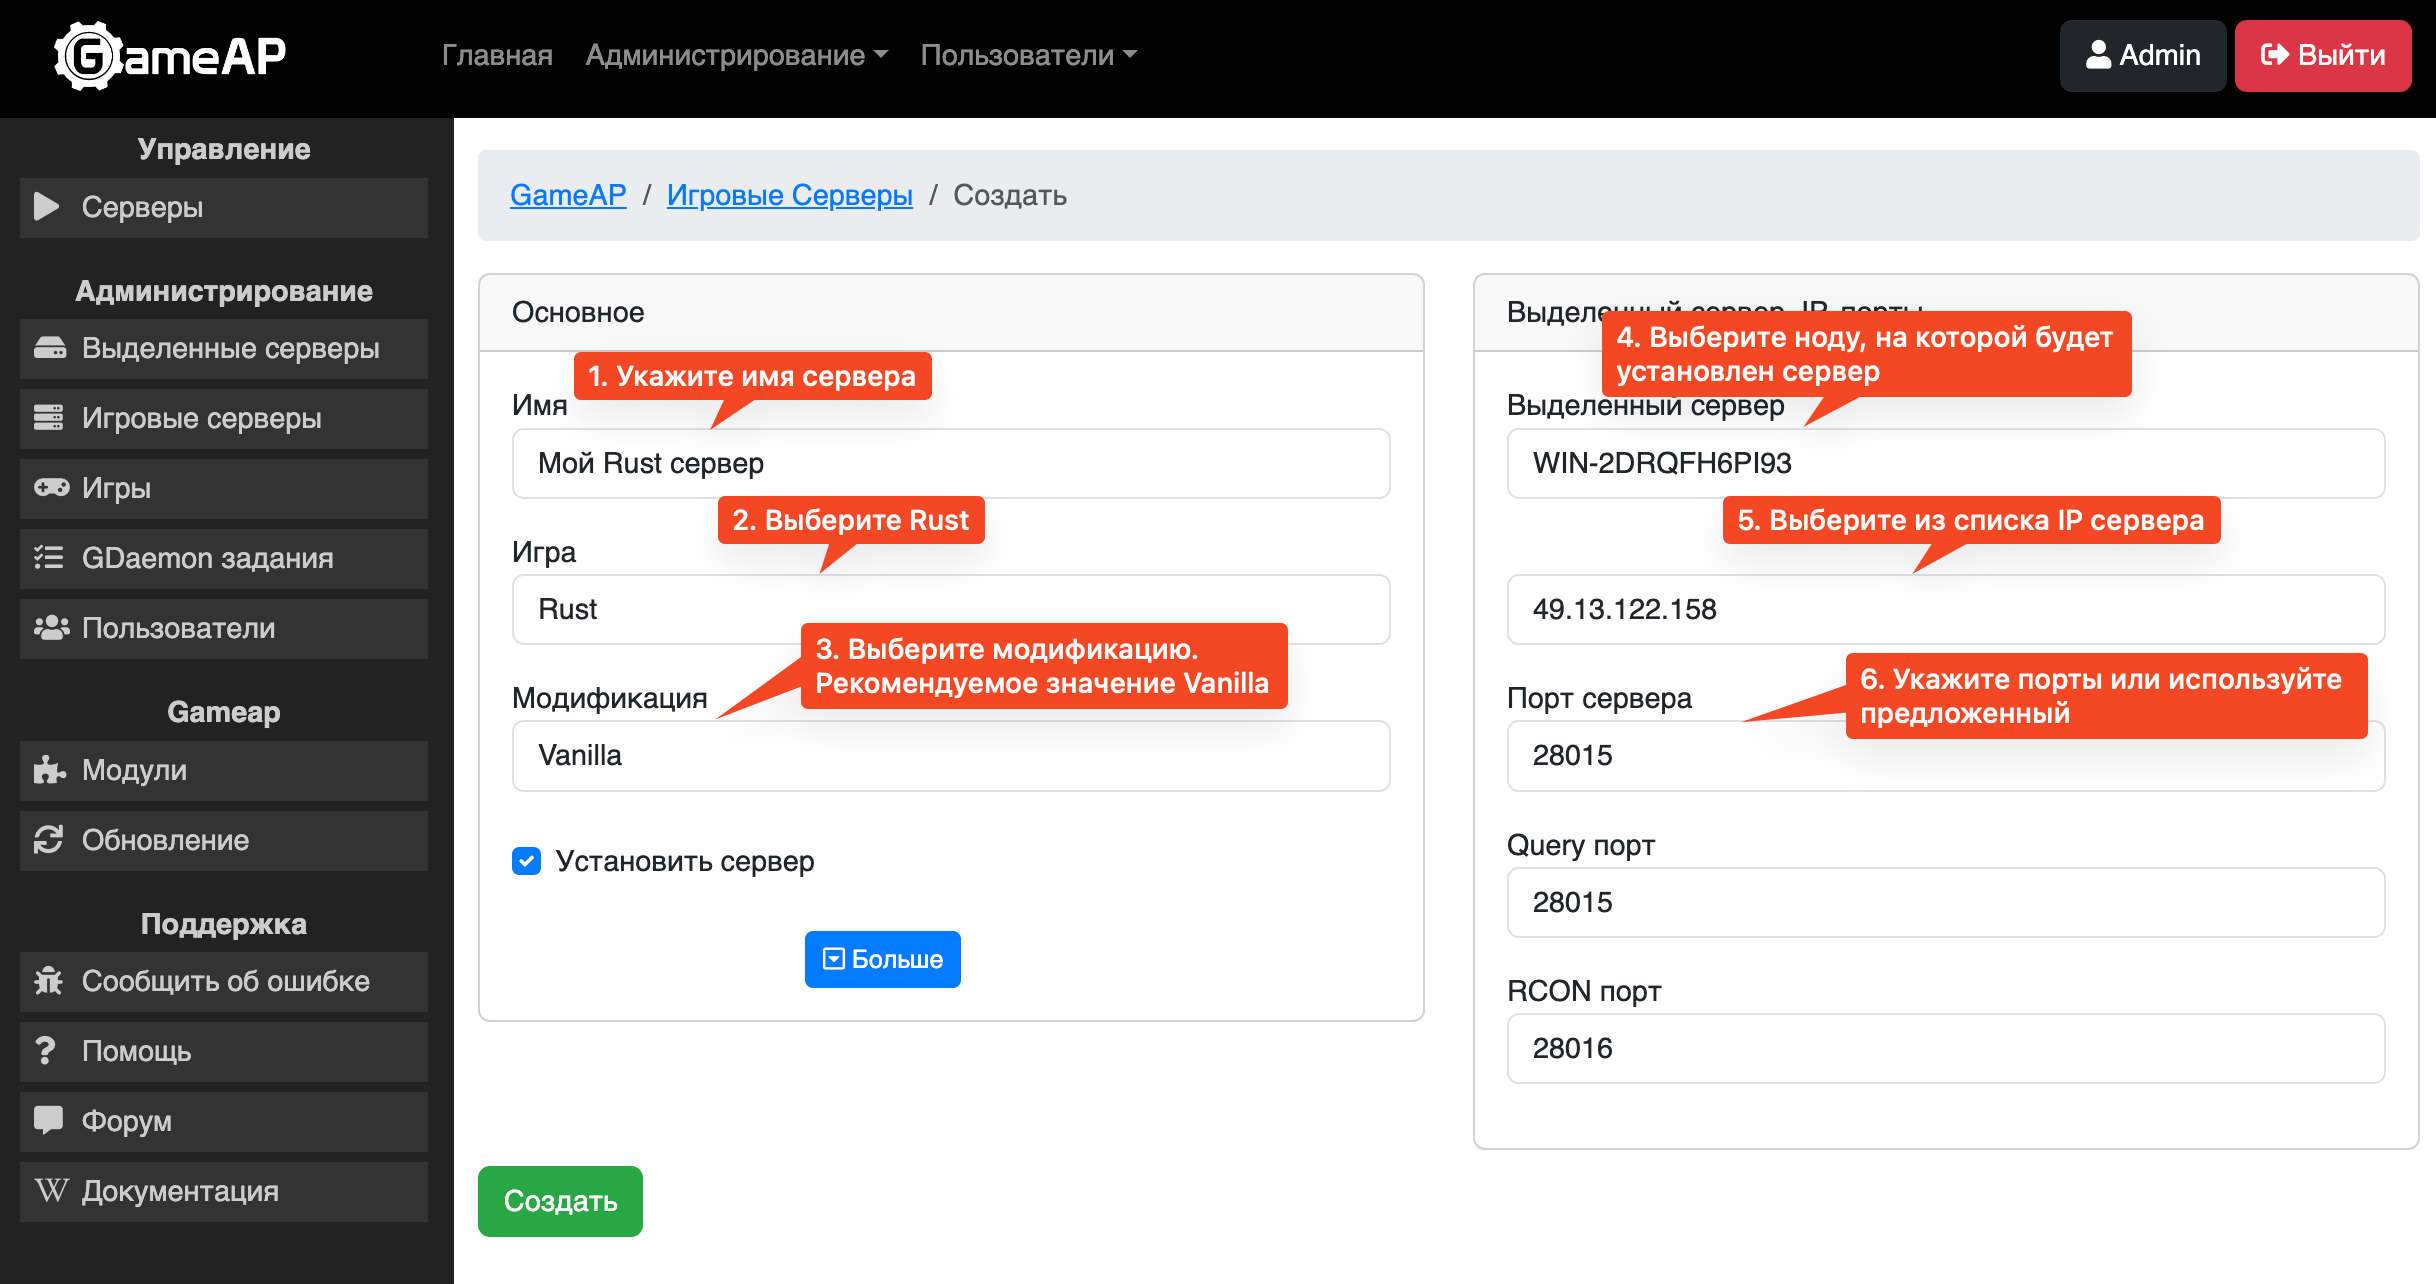 GameAP
Главная
Администрирование
Пользователи
Admin
Выйти
Управление
Серверы
Администрирование
Выделенные серверы
Игровые серверы
Игры
GDaemon задания
Пользователи
Gameap
Модули
Обновление
Поддержка
Сообщить об ошибке
Помощь
Форум
Документация
GameAP / Игровые Серверы / Создать
Основное
1. Укажите имя сервера
Имя
Мой Rust сервер
2. Выберите Rust
Игра
Rust
3. Выберите модификацию.
Рекомендуемое значение Vanilla
Модификация
Vanilla
Установить сервер
Больше
Выделенный сервер, IP, порты
4. Выберите ноду, на которой будет
установлен сервер
Выделенный сервер
WIN-2DRQFH6PI93
5. Выберите из списка IP сервера
49.13.122.158
6. Укажите порты или используйте
предложенный
Порт сервера
28015
Query порт
28015
RCON порт
28016
Создать